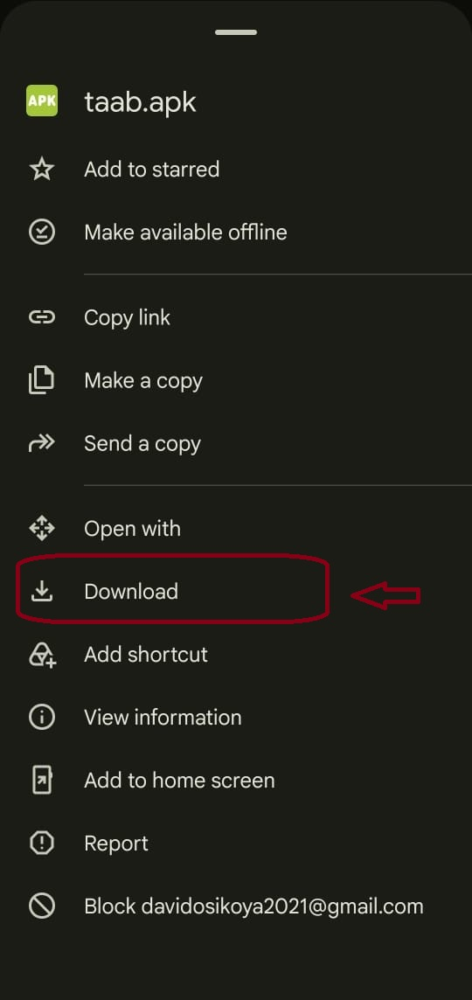 APK taab.apk
Add to starred
Make available offline
Copy link
Make a copy
Send a copy
Open with
Download
Add shortcut
View information
Add to home screen
Report
Block davidosikoya2021@gmail.com